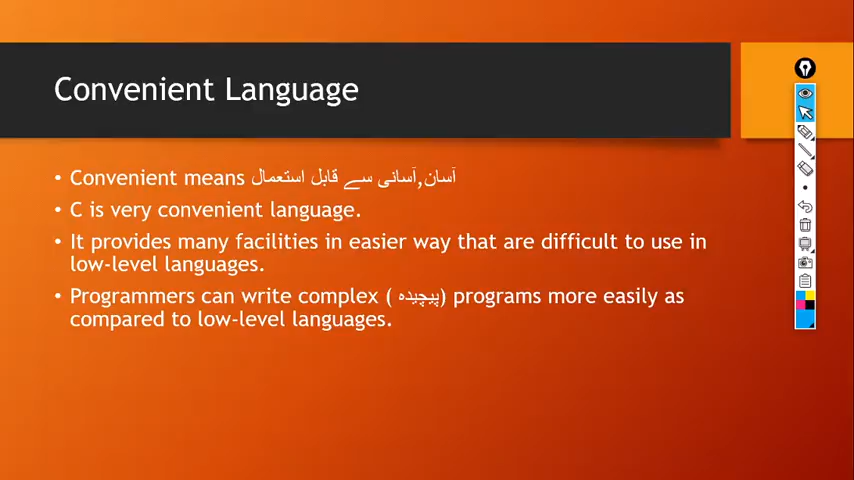 Convenient Language
• Convenient means آسان,آسانی سے قابل استعمال
• C is very convenient language.
• It provides many facilities in easier way that are difficult to use in
low-level languages.
• Programmers can write complex ( پیچیدہ) programs more easily as
compared to low-level languages.